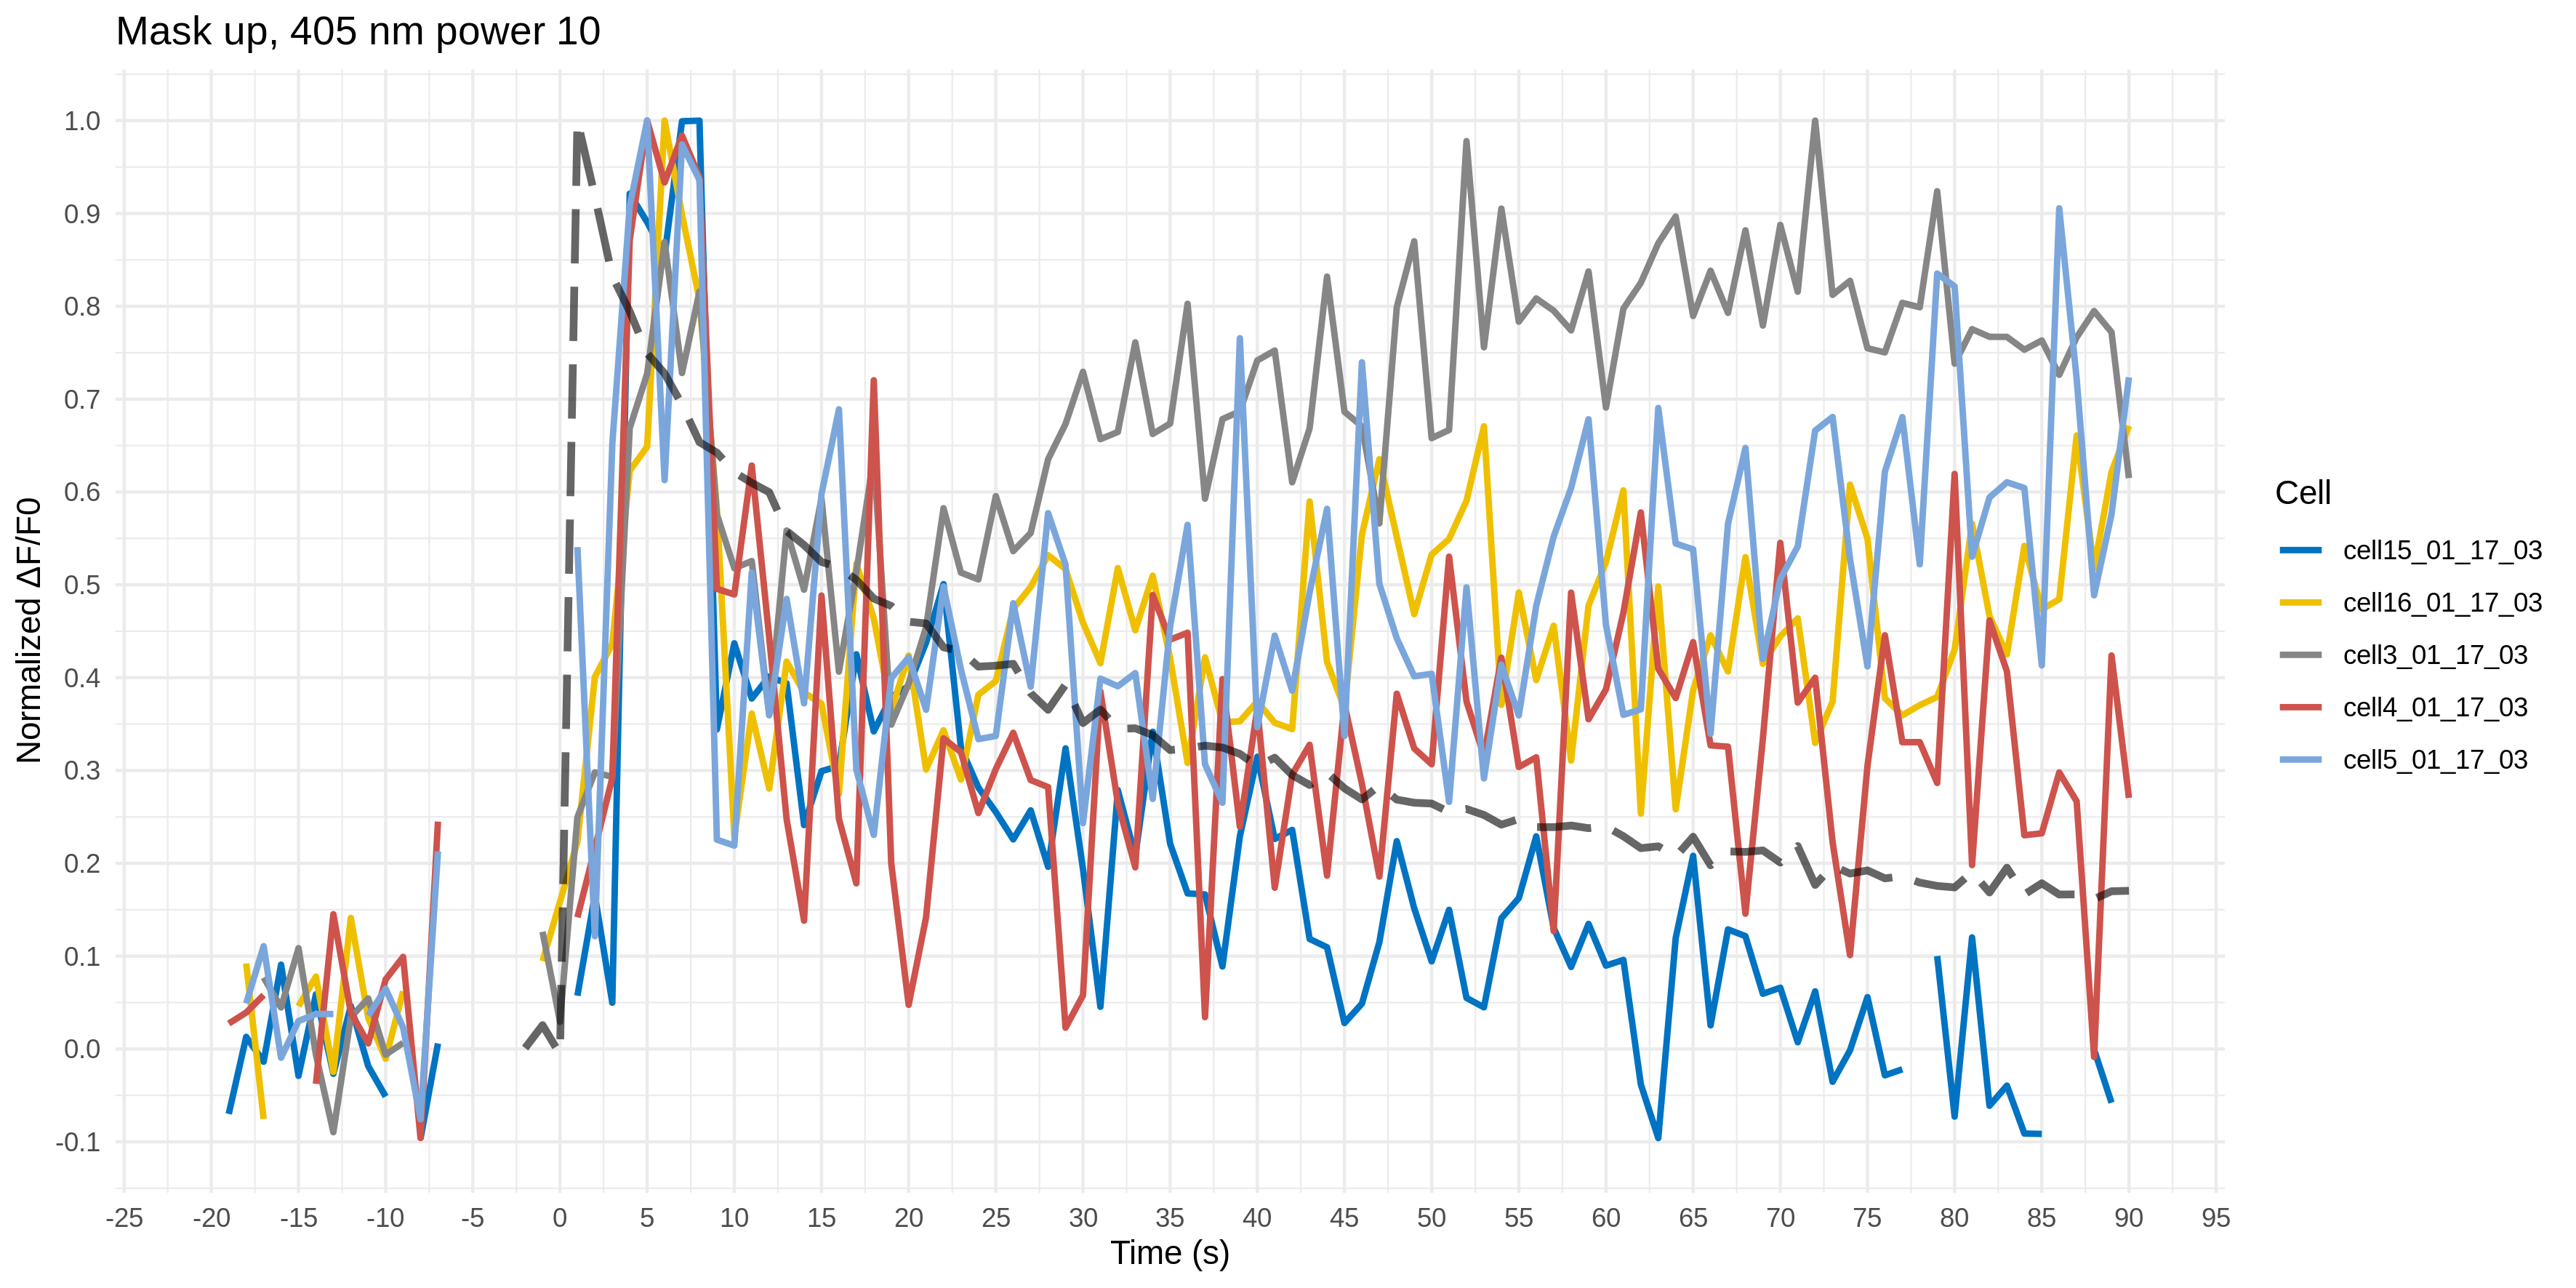 Mask up, 405 nm power 10
Normalized ΔF/F0
1.0
0.9
0.8
0.7
0.6
0.5
0.4
0.3
0.2
0.1
0.0
-0.1
-25 -20 -15 -10 -5 0 5 10 15 20 25 30 35 40 45 50 55 60 65 70 75 80 85 90 95
Time (s)
Cell
cell15_01_17_03
cell16_01_17_03
cell3_01_17_03
cell4_01_17_03
cell5_01_17_03